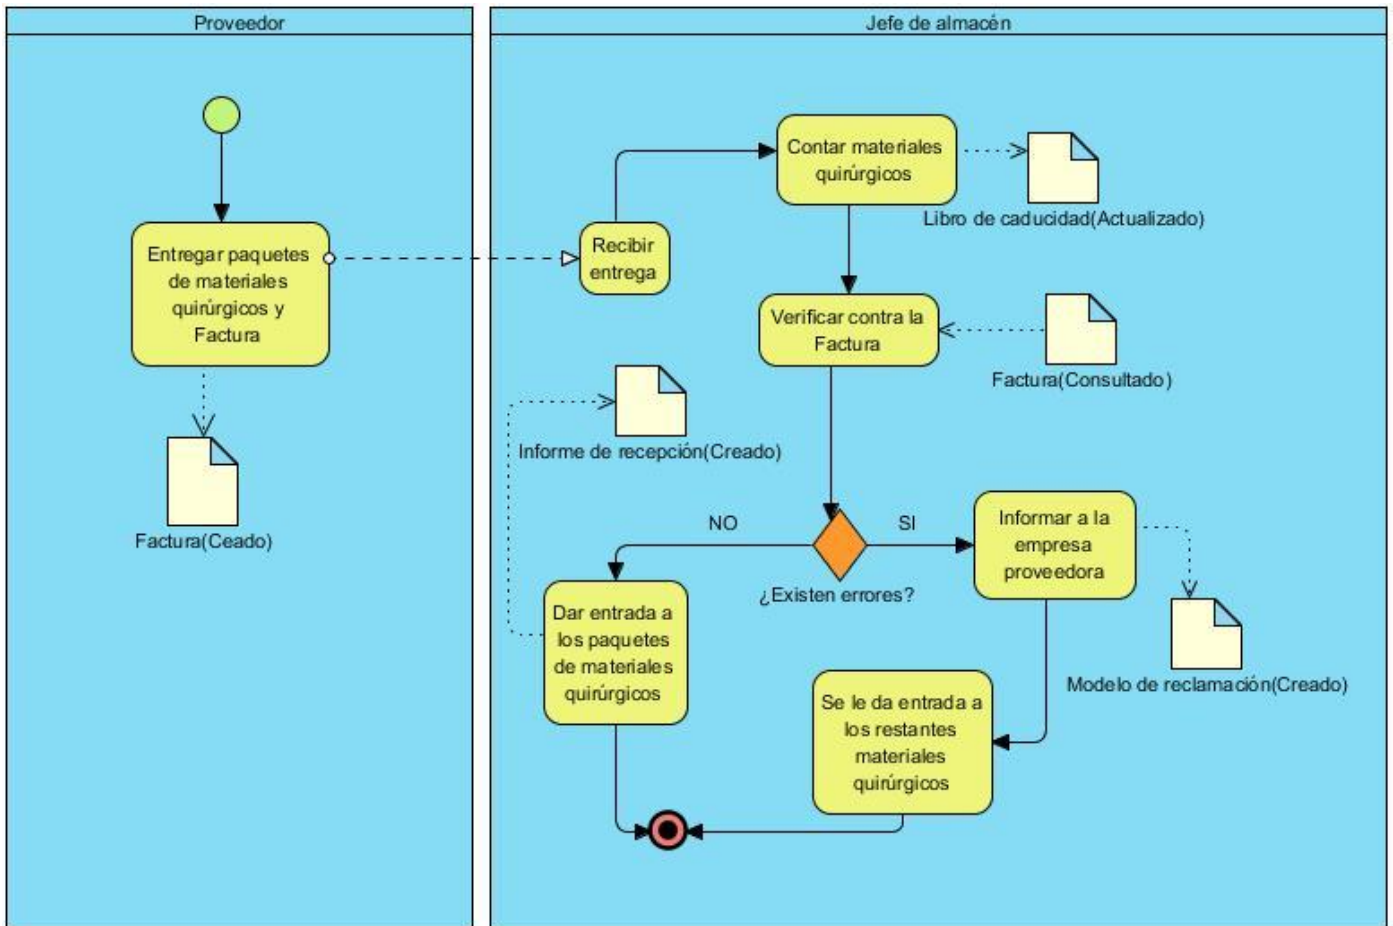 Proveedor
Jefe de almacén
Contar materiales
quirúrgicos
Libro de caducidad(Actualizado)
Entregar paquetes
de materiales
quirúrgicos y
Factura
Recibir
entrega
Verificar contra la
Factura
Factura(Consultado)
Informe de recepción(Creado)
Factura(Ceado)
NO
SI
¿Existen errores?
Informar a la
empresa
proveedora
Dar entrada a
los paquetes
de materiales
quirúrgicos
Modelo de reclamación(Creado)
Se le da entrada a
los restantes
materiales
quirúrgicos